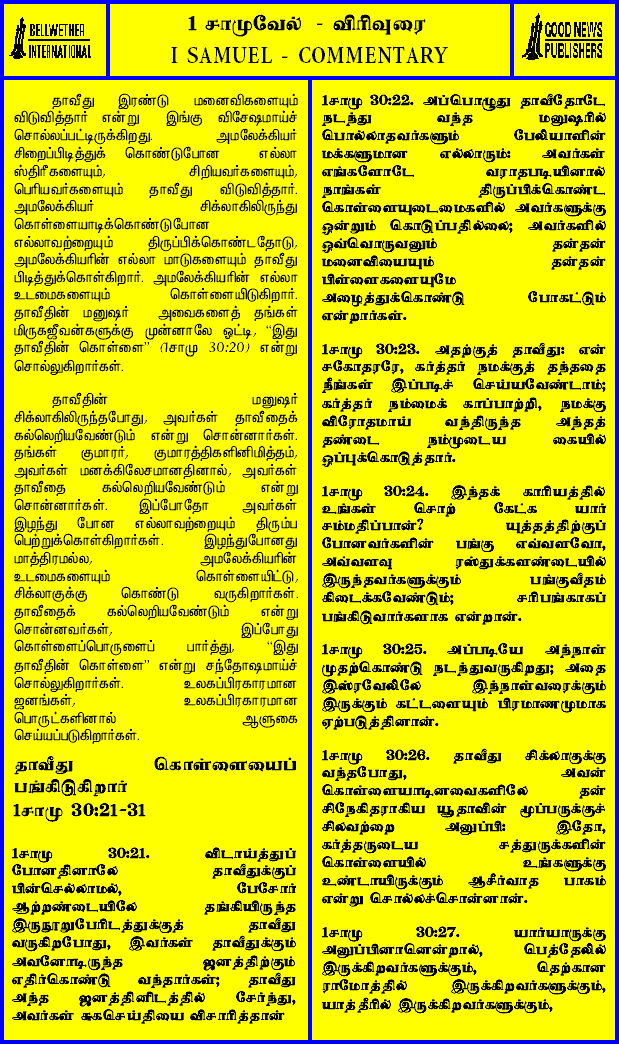 BELLWETHER
INTERNATIONAL
1 சாமுவேல் - விரிவுரை
I SAMUEL - COMMENTARY
GOOD NEWS
PUBLISHERS
தாவீது இரண்டு மனைவிகளையும்
விடுவித்தார் என்று இங்கு விசேஷமாய்ச்
சொல்லப்பட்டிருக்கிறது. அமலேக்கியர்
சிறைப்பிடித்துக் கொண்டுபோன எல்லா
ஸ்திரீகளையும், சிறியவர்களையும்,
பெரியவர்களையும் தாவீது விடுவித்தார்.
அமலேக்கியர் சிக்லாகிலிருந்து
கொள்ளையாடிக்கொண்டுபோன
எல்லாவற்றையும் திருப்பிக்கொண்டதோடு,
அமலேக்கியரின் எல்லா மாடுகளையும் தாவீது
பிடித்துக்கொள்கிறார். அமலேக்கியரின் எல்லா
உடமைகளையும் கொள்ளையிடுகிறார்.
தாவீதின் மனுஷர் அவைகளைத் தங்கள்
மிருகஜீவன்களுக்கு முன்னாலே ஓட்டி, "இது
தாவீதின் கொள்ளை" (1சாமு 30:20) என்று
சொல்லுகிறார்கள்.
தாவீதின் மனுஷர்
சிக்லாகிலிருந்தபோது, அவர்கள் தாவீதைக்
கல்லெறியவேண்டும் என்று சொன்னார்கள்.
தங்கள் குமாரர், குமாரத்திகளினிமித்தம்,
அவர்கள் மனக்கிலேசமானதினால், அவர்கள்
தாவீதை கல்லெறியவேண்டும் என்று
சொன்னார்கள். இப்போதோ அவர்கள்
இழந்து போன எல்லாவற்றையும் திரும்ப
பெற்றுக்கொள்கிறார்கள். இழந்துபோனது
மாத்திரமல்ல, அமலேக்கியரின்
உடமைகளையும் கொள்ளையிட்டு,
சிக்லாகுக்கு கொண்டு வருகிறார்கள்.
தாவீதைக் கல்லெறியவேண்டும் என்று
சொன்னவர்கள், இப்போது
கொள்ளைப்பொருளைப் பார்த்து, "இது
தாவீதின் கொள்ளை" என்று சந்தோஷமாய்ச்
சொல்லுகிறார்கள். உலகப்பிரகாரமான
ஜனங்கள், உலகப்பிரகாரமான
பொருட்களினால் ஆளுகை
செய்யப்படுகிறார்கள்.
தாவீது கொள்ளையைப்
பங்கிடுகிறார்
1சாமு 30:21-31
1சாமு 30:21. விடாய்த்துப்
போனதினாலே தாவீதுக்குப்
பின்செல்லாமல், பேசோர்
ஆற்றண்டையிலே தங்கியிருந்த
இருநூறுபேரிடத்துக்குத் தாவீது
வருகிறபோது, இவர்கள் தாவீதுக்கும்
அவனோடிருந்த ஜனத்திற்கும்
எதிர்கொண்டு வந்தார்கள்; தாவீது
அந்த ஜனத்தினிடத்தில் சேர்ந்து,
அவர்கள் சுகசெய்தியை விசாரித்தான்
1சாமு 30:22. அப்பொழுது தாவீதோடே
நடந்து வந்த மனுஷரில்
பொல்லாதவர்களும் பேலியாளின்
மக்களுமான எல்லாரும்: அவர்கள்
எங்களோடே வராதபடியினால்
நாங்கள் திருப்பிக்கொண்ட
கொள்ளையுடைமைகளில் அவர்களுக்கு
ஒன்றும் கொடுப்பதில்லை; அவர்களில்
ஒவ்வொருவனும் தன்தன்
மனைவியையும் தன்தன்
பிள்ளைகளையுமே
அழைத்துக்கொண்டு போகட்டும்
என்றார்கள்.
1சாமு 30:23. அதற்குத் தாவீது: என்
சகோதரரே, கர்த்தர் நமக்குத் தந்ததை
நீங்கள் இப்படிச் செய்யவேண்டாம்;
கர்த்தர் நம்மைக் காப்பாற்றி, நமக்கு
விரோதமாய் வந்திருந்த அந்தத்
தண்டை நம்முடைய கையில்
ஒப்புக்கொடுத்தார்.
1சாமு 30:24. இந்தக் காரியத்தில்
உங்கள் சொற் கேட்க யார்
சம்மதிப்பான்? யுத்தத்திற்குப்
போனவர்களின் பங்கு எவ்வளவோ,
அவ்வளவு ரஸ்துக்களண்டையில்
இருந்தவர்களுக்கும் பங்குவீதம்
கிடைக்கவேண்டும்; சரிபங்காகப்
பங்கிடுவார்களாக என்றான்.
1சாமு 30:25. அப்படியே அந்நாள்
முதற்கொண்டு நடந்துவருகிறது; அதை
இஸ்ரவேலிலே இந்நாள்வரைக்கும்
இருக்கும் கட்டளையும் பிரமாணமுமாக
ஏற்படுத்தினான்.
1சாமு 30:26. தாவீது சிக்லாகுக்கு
வந்தபோது, அவன்
கொள்ளையாடினவைகளிலே தன்
சிநேகிதராகிய யூதாவின் மூப்பருக்குச்
சிலவற்றை அனுப்பி: இதோ,
கர்த்தருடைய சத்துருக்களின்
கொள்ளையில் உங்களுக்கு
உண்டாயிருக்கும் ஆசீர்வாத பாகம்
என்று சொல்லச்சொன்னான்.
1சாமு 30:27. யார்யாருக்கு
அனுப்பினானென்றால், பெத்தேலில்
இருக்கிறவர்களுக்கும், தெற்கான
ராமோத்தில் இருக்கிறவர்களுக்கும்,
யாத்தீரில் இருக்கிறவர்களுக்கும்,